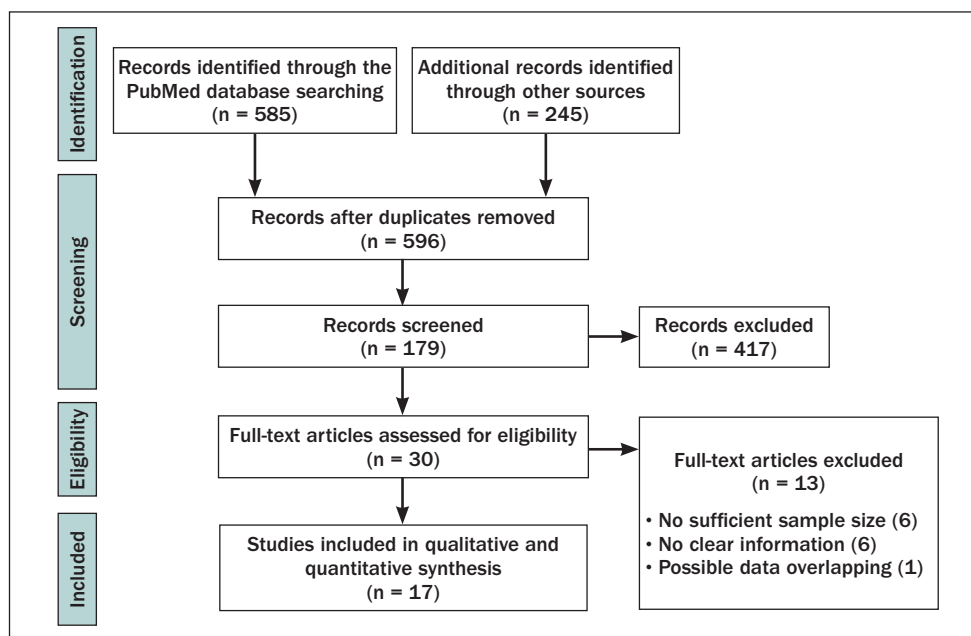 Identification
Records identified through the
PubMed database searching
(n = 585)
Additional records identified
through other sources
(n = 245)
Screening
Records after duplicates removed
(n = 596)
Records screened
(n = 179)
Records excluded
(n = 417)
Eligibility
Full-text articles assessed for eligibility
(n = 30)
Full-text articles excluded
(n = 13)
• No sufficient sample size (6)
• No clear information (6)
• Possible data overlapping (1)
Included
Studies included in qualitative and
quantitative synthesis
(n = 17)